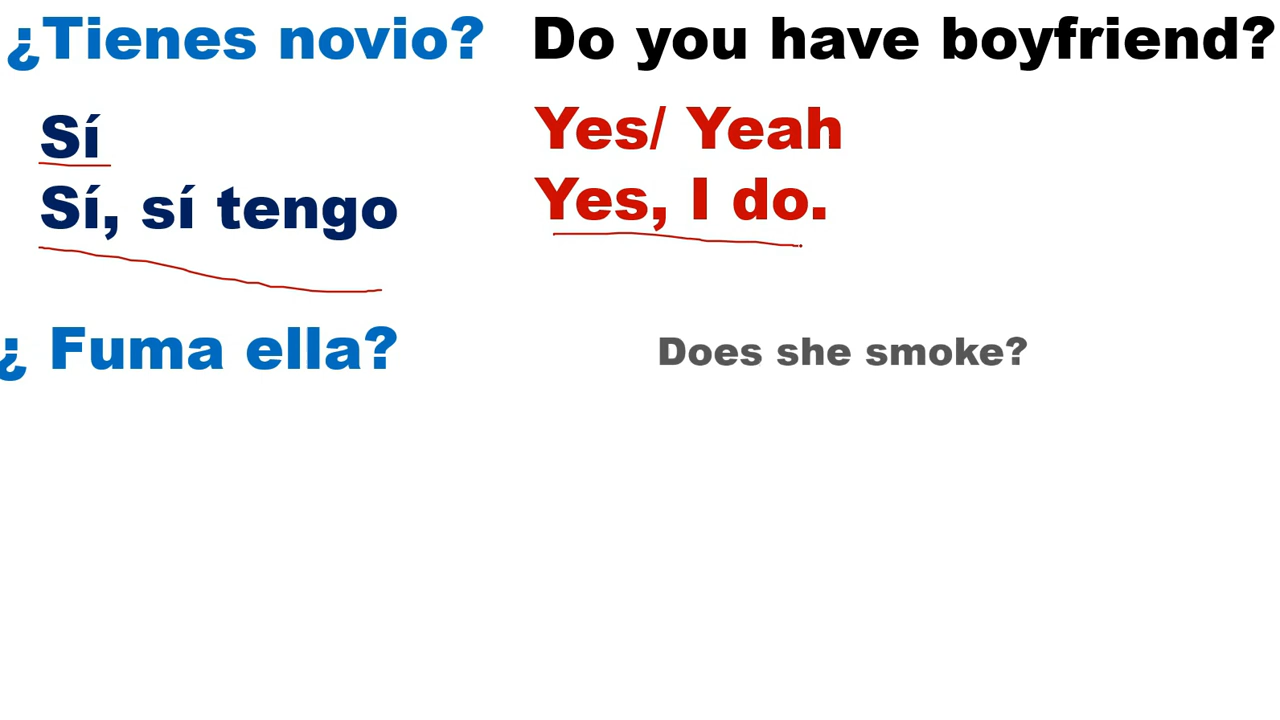 ¿Tienes novio? Do you have boyfriend?
Sí Yes/ Yeah
Sí, sí tengo Yes, I do.
¿ Fuma ella? Does she smoke?